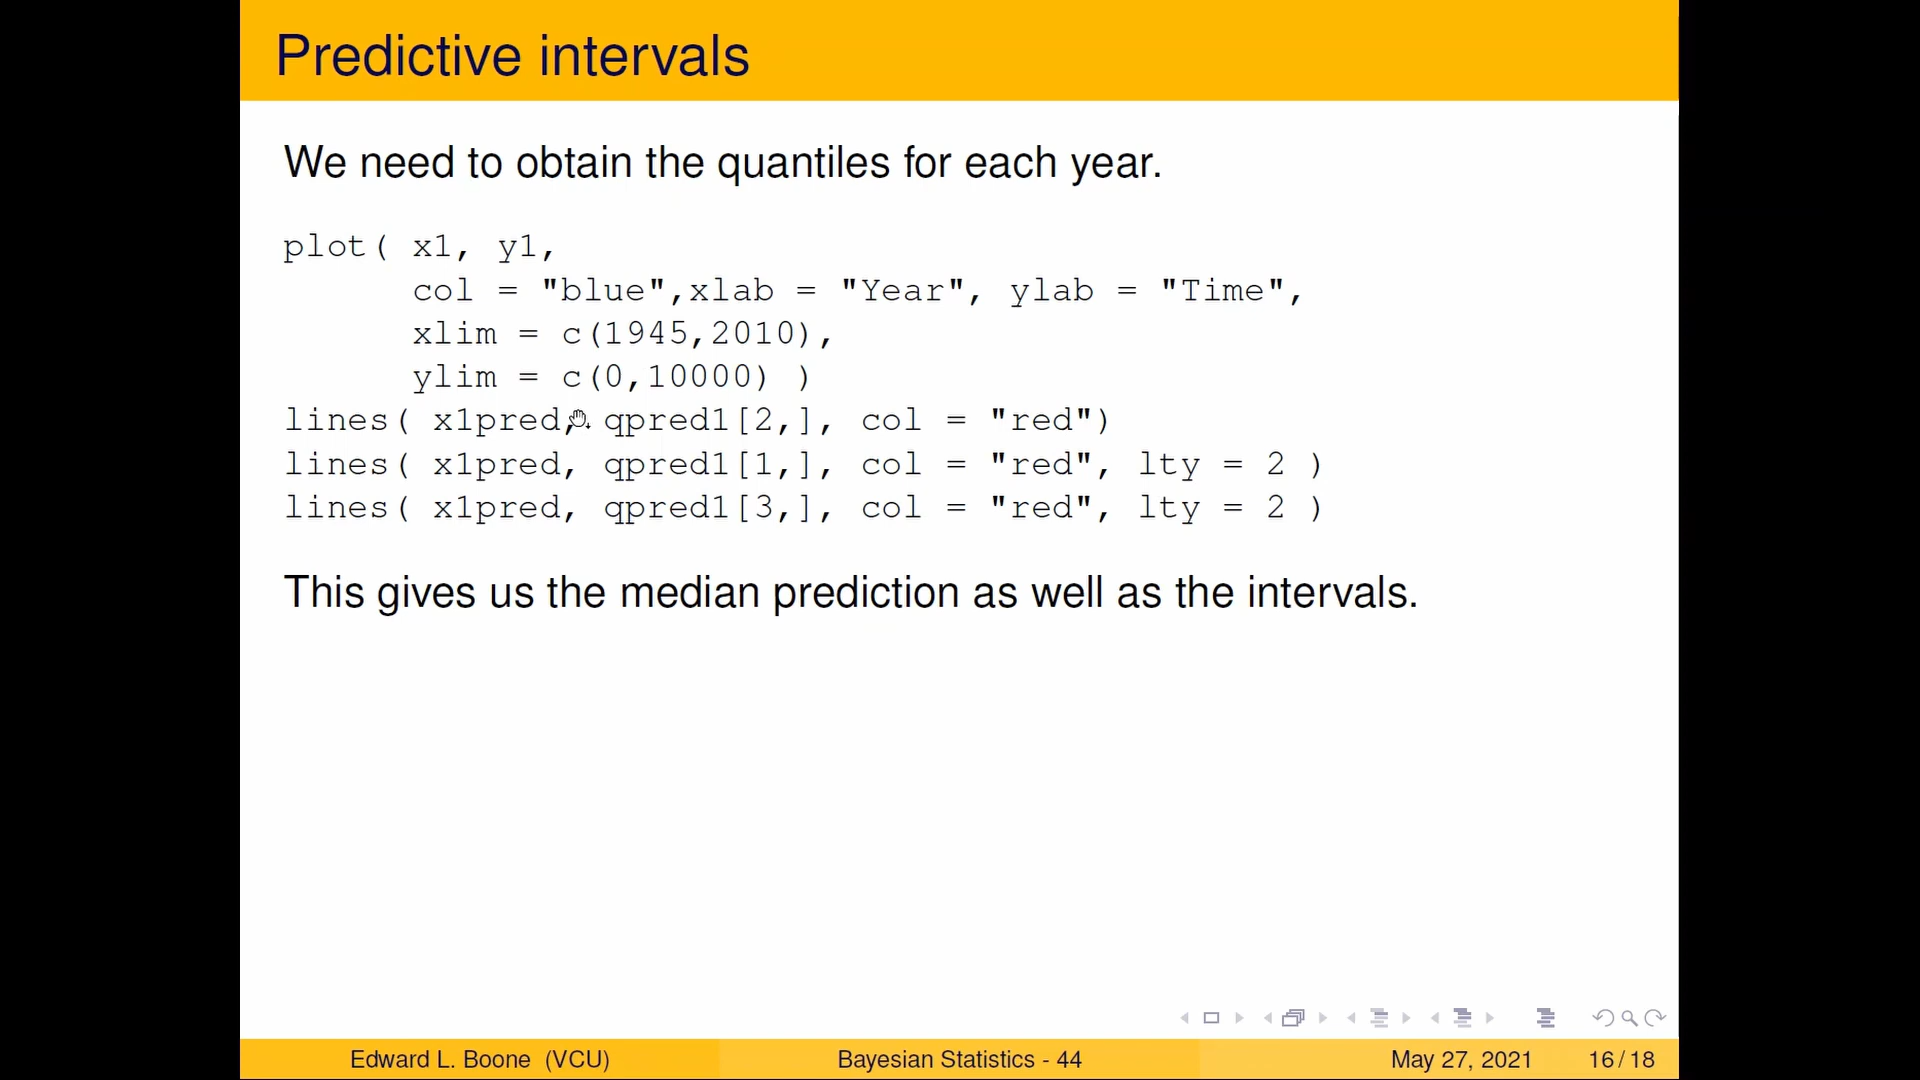 Predictive intervals
We need to obtain the quantiles for each year.
plot( x1, y1,
col = "blue",xlab = "Year", ylab = "Time",
xlim = c(1945,2010),
ylim = c(0,10000) )
lines( x1pred, qpred1[2,], col = "red")
lines( x1pred, qpred1[1,], col = "red", lty = 2 )
lines( x1pred, qpred1[3,], col = "red", lty = 2 )
This gives us the median prediction as well as the intervals.
Edward L. Boone (VCU) Bayesian Statistics - 44 May 27, 2021 16 / 18